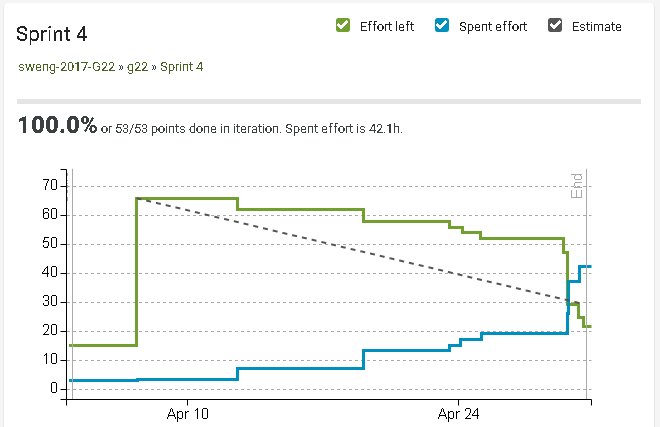 Sprint 4
Effort left Spent effort Estimate
sweng-2017-G22 » g22 » Sprint 4
100.0% or 53/53 points done in iteration. Spent effort is 42.1h.
End
70
60
50
40
30
20
10
0
Apr 10 Apr 24